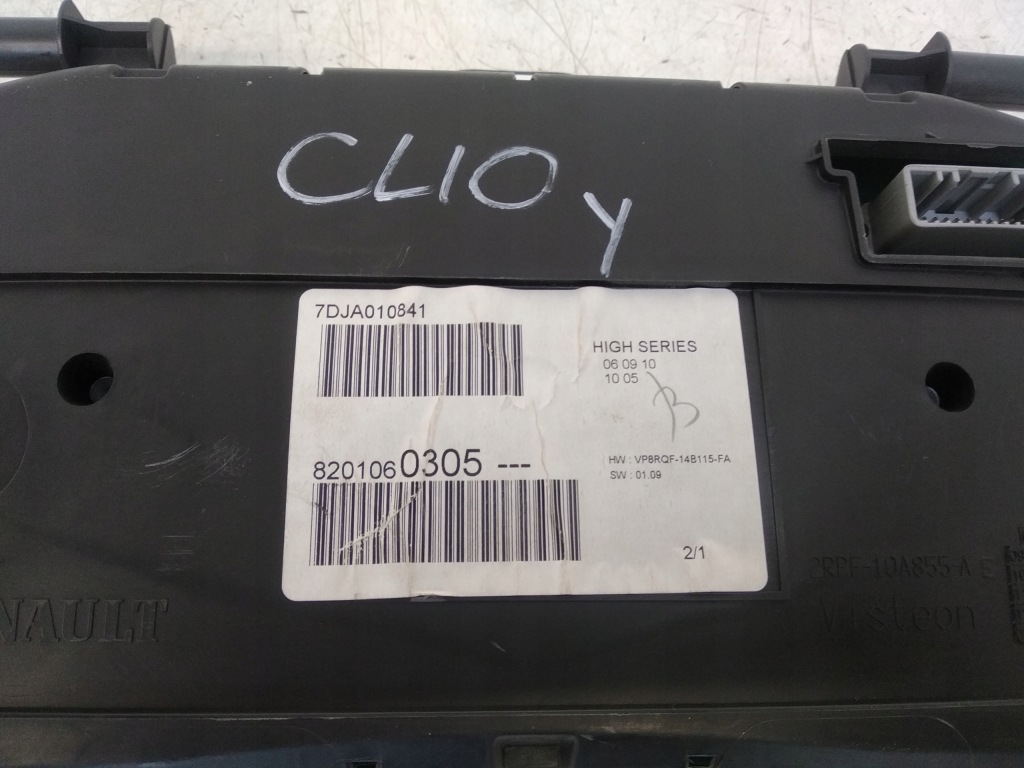 CLIO y
7DJA010841
HIGH SERIES
06 09 10
10 05
B
8201060305 ---
HW : VP8RQF-14B115-FA
SW : 01.09
2/1
10A855-A E
NAULT
Visteon